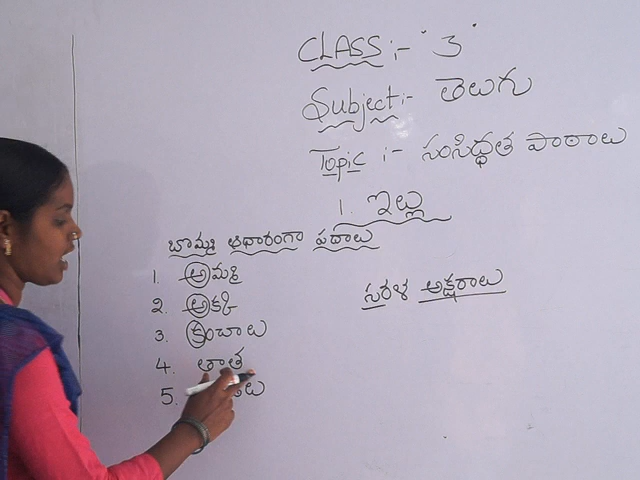 CLASS :- '3'
Subject :- తెలుగు
Topic :- సంసిద్ధత పాఠాలు
1. ఇల్లు
బొమ్మ ఆధారంగా పదాలు
సరళ అక్షరాలు
1. అమ్మ
2. అక్క
3. కంచాలు
4. తాత
5.